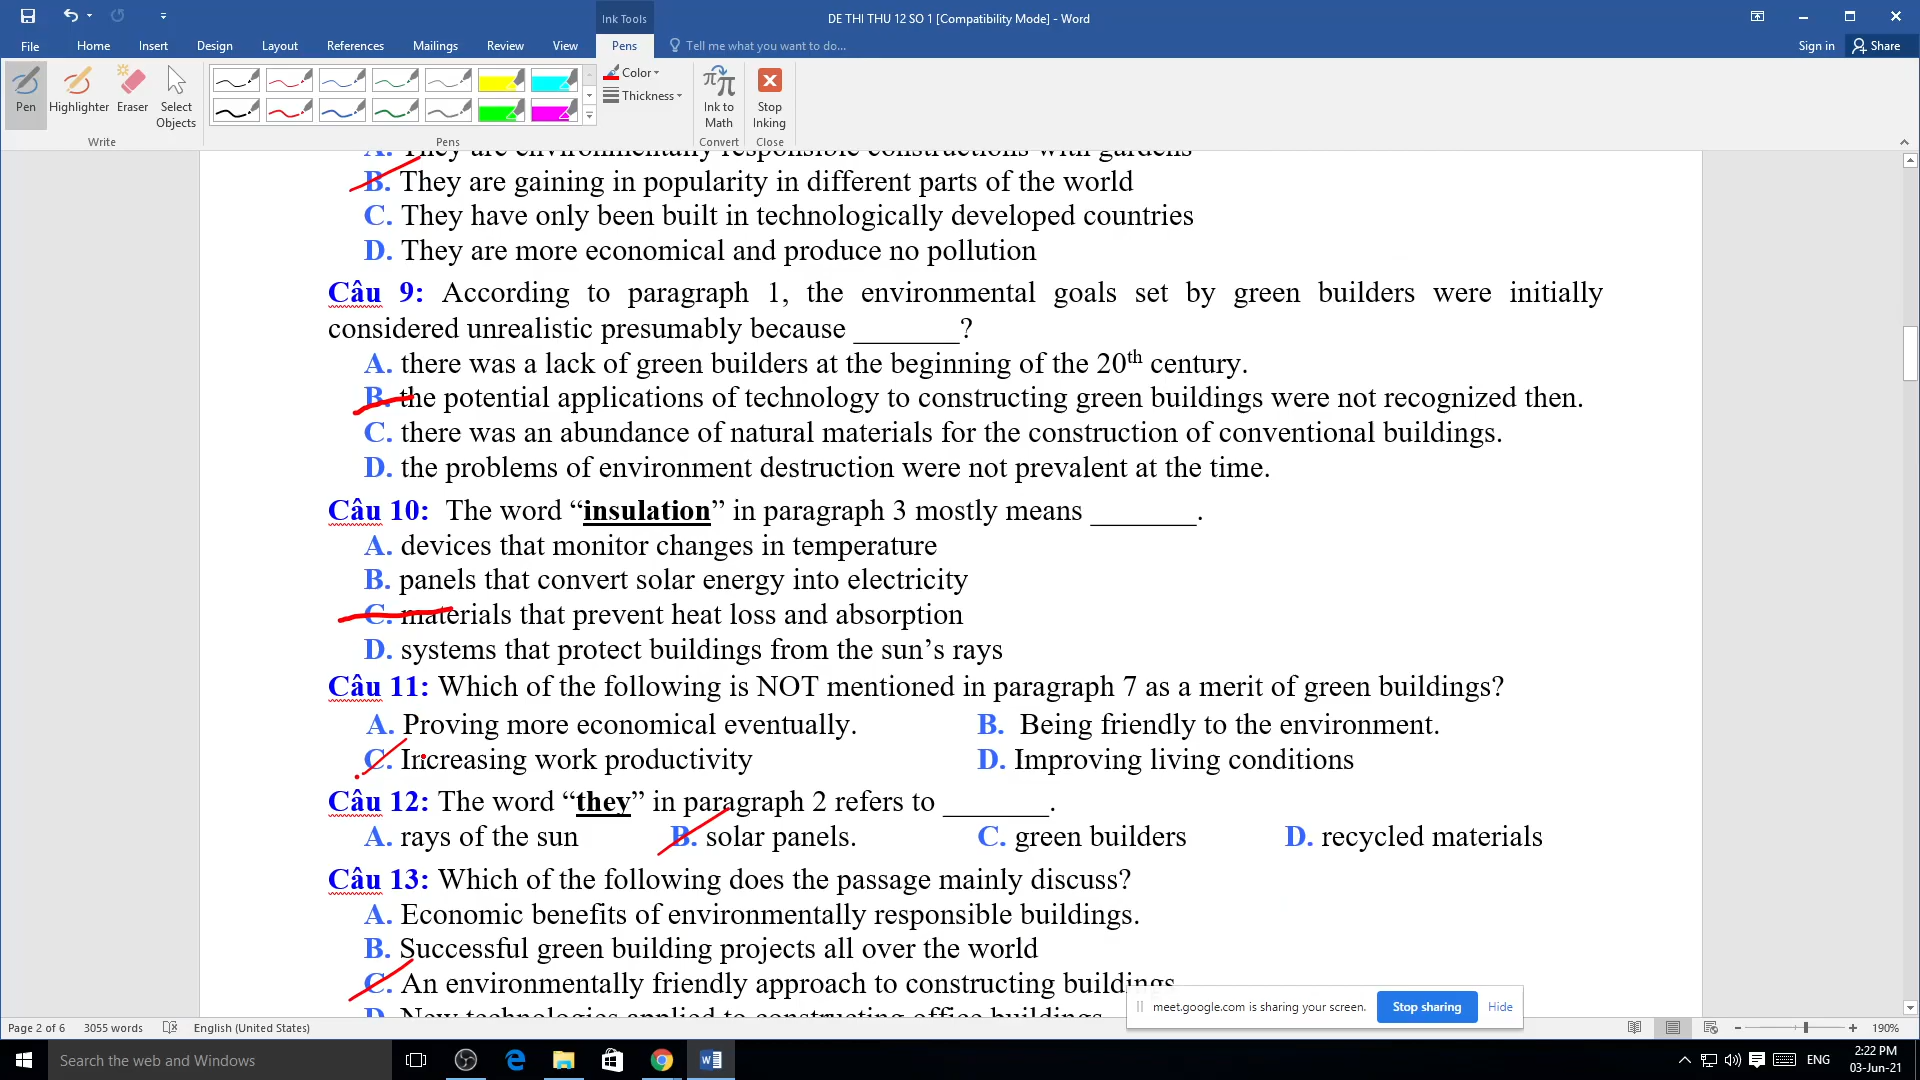 Ink Tools
DE THI THU 12 SO 1 [Compatibility Mode] - Word
File Home Insert Design Layout References Mailings Review View Pens Tell me what you want to do... Sign in Share
Pen Highlighter Eraser Select Objects
Color
Thickness
Ink to Math
Stop Inking
Write Pens Convert Close
A. They are environmentally responsible constructions with gardens
B. They are gaining in popularity in different parts of the world
C. They have only been built in technologically developed countries
D. They are more economical and produce no pollution
Câu 9: According to paragraph 1, the environmental goals set by green builders were initially
considered unrealistic presumably because _______?
A. there was a lack of green builders at the beginning of the 20th century.
B. the potential applications of technology to constructing green buildings were not recognized then.
C. there was an abundance of natural materials for the construction of conventional buildings.
D. the problems of environment destruction were not prevalent at the time.
Câu 10: The word “insulation” in paragraph 3 mostly means _______.
A. devices that monitor changes in temperature
B. panels that convert solar energy into electricity
C. materials that prevent heat loss and absorption
D. systems that protect buildings from the sun’s rays
Câu 11: Which of the following is NOT mentioned in paragraph 7 as a merit of green buildings?
A. Proving more economical eventually. B. Being friendly to the environment.
C. Increasing work productivity D. Improving living conditions
Câu 12: The word “they” in paragraph 2 refers to _______.
A. rays of the sun B. solar panels. C. green builders D. recycled materials
Câu 13: Which of the following does the passage mainly discuss?
A. Economic benefits of environmentally responsible buildings.
B. Successful green building projects all over the world
C. An environmentally friendly approach to constructing buildings
D. New technologies applied to constructing office buildings
meet.google.com is sharing your screen. Stop sharing Hide
Page 2 of 6 3055 words English (United States) 190%
Search the web and Windows
ENG
2:22 PM
03-Jun-21